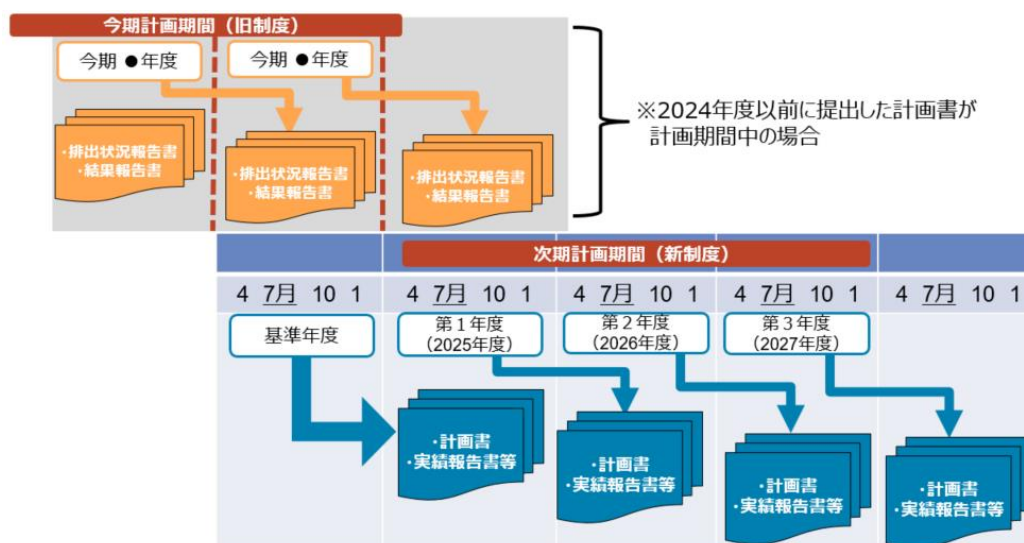 今期計画期間（旧制度）
今期 ●年度
今期 ●年度
・排出状況報告書
・結果報告書
・排出状況報告書
・結果報告書
・排出状況報告書
・結果報告書
※2024年度以前に提出した計画書が
計画期間中の場合
次期計画期間（新制度）
4 7月 10 1
4 7月 10 1
4 7月 10 1
4 7月 10 1
4 7月 10 1
基準年度
第１年度
（2025年度）
第２年度
（2026年度）
第３年度
（2027年度）
・計画書
・実績報告書等
・計画書
・実績報告書等
・計画書
・実績報告書等
・計画書
・実績報告書等